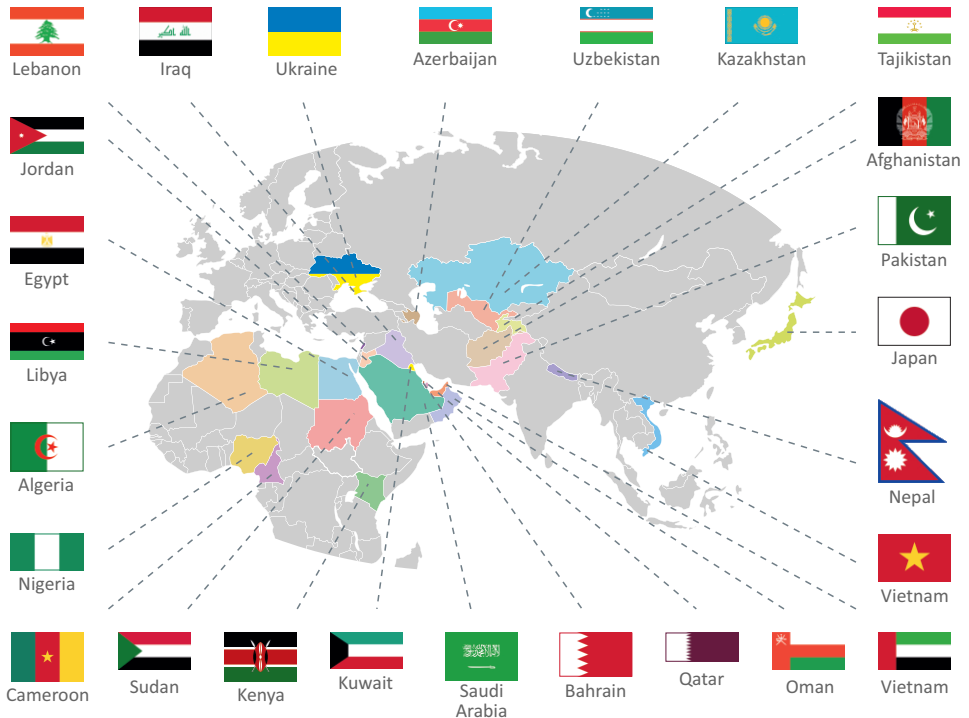 Lebanon
Iraq
Ukraine
Azerbaijan
Uzbekistan
Kazakhstan
Tajikistan
Jordan
Afghanistan
Egypt
Pakistan
Libya
Japan
Algeria
Nepal
Nigeria
Vietnam
Cameroon
Sudan
Kenya
Kuwait
Saudi
Arabia
Bahrain
Qatar
Oman
Vietnam